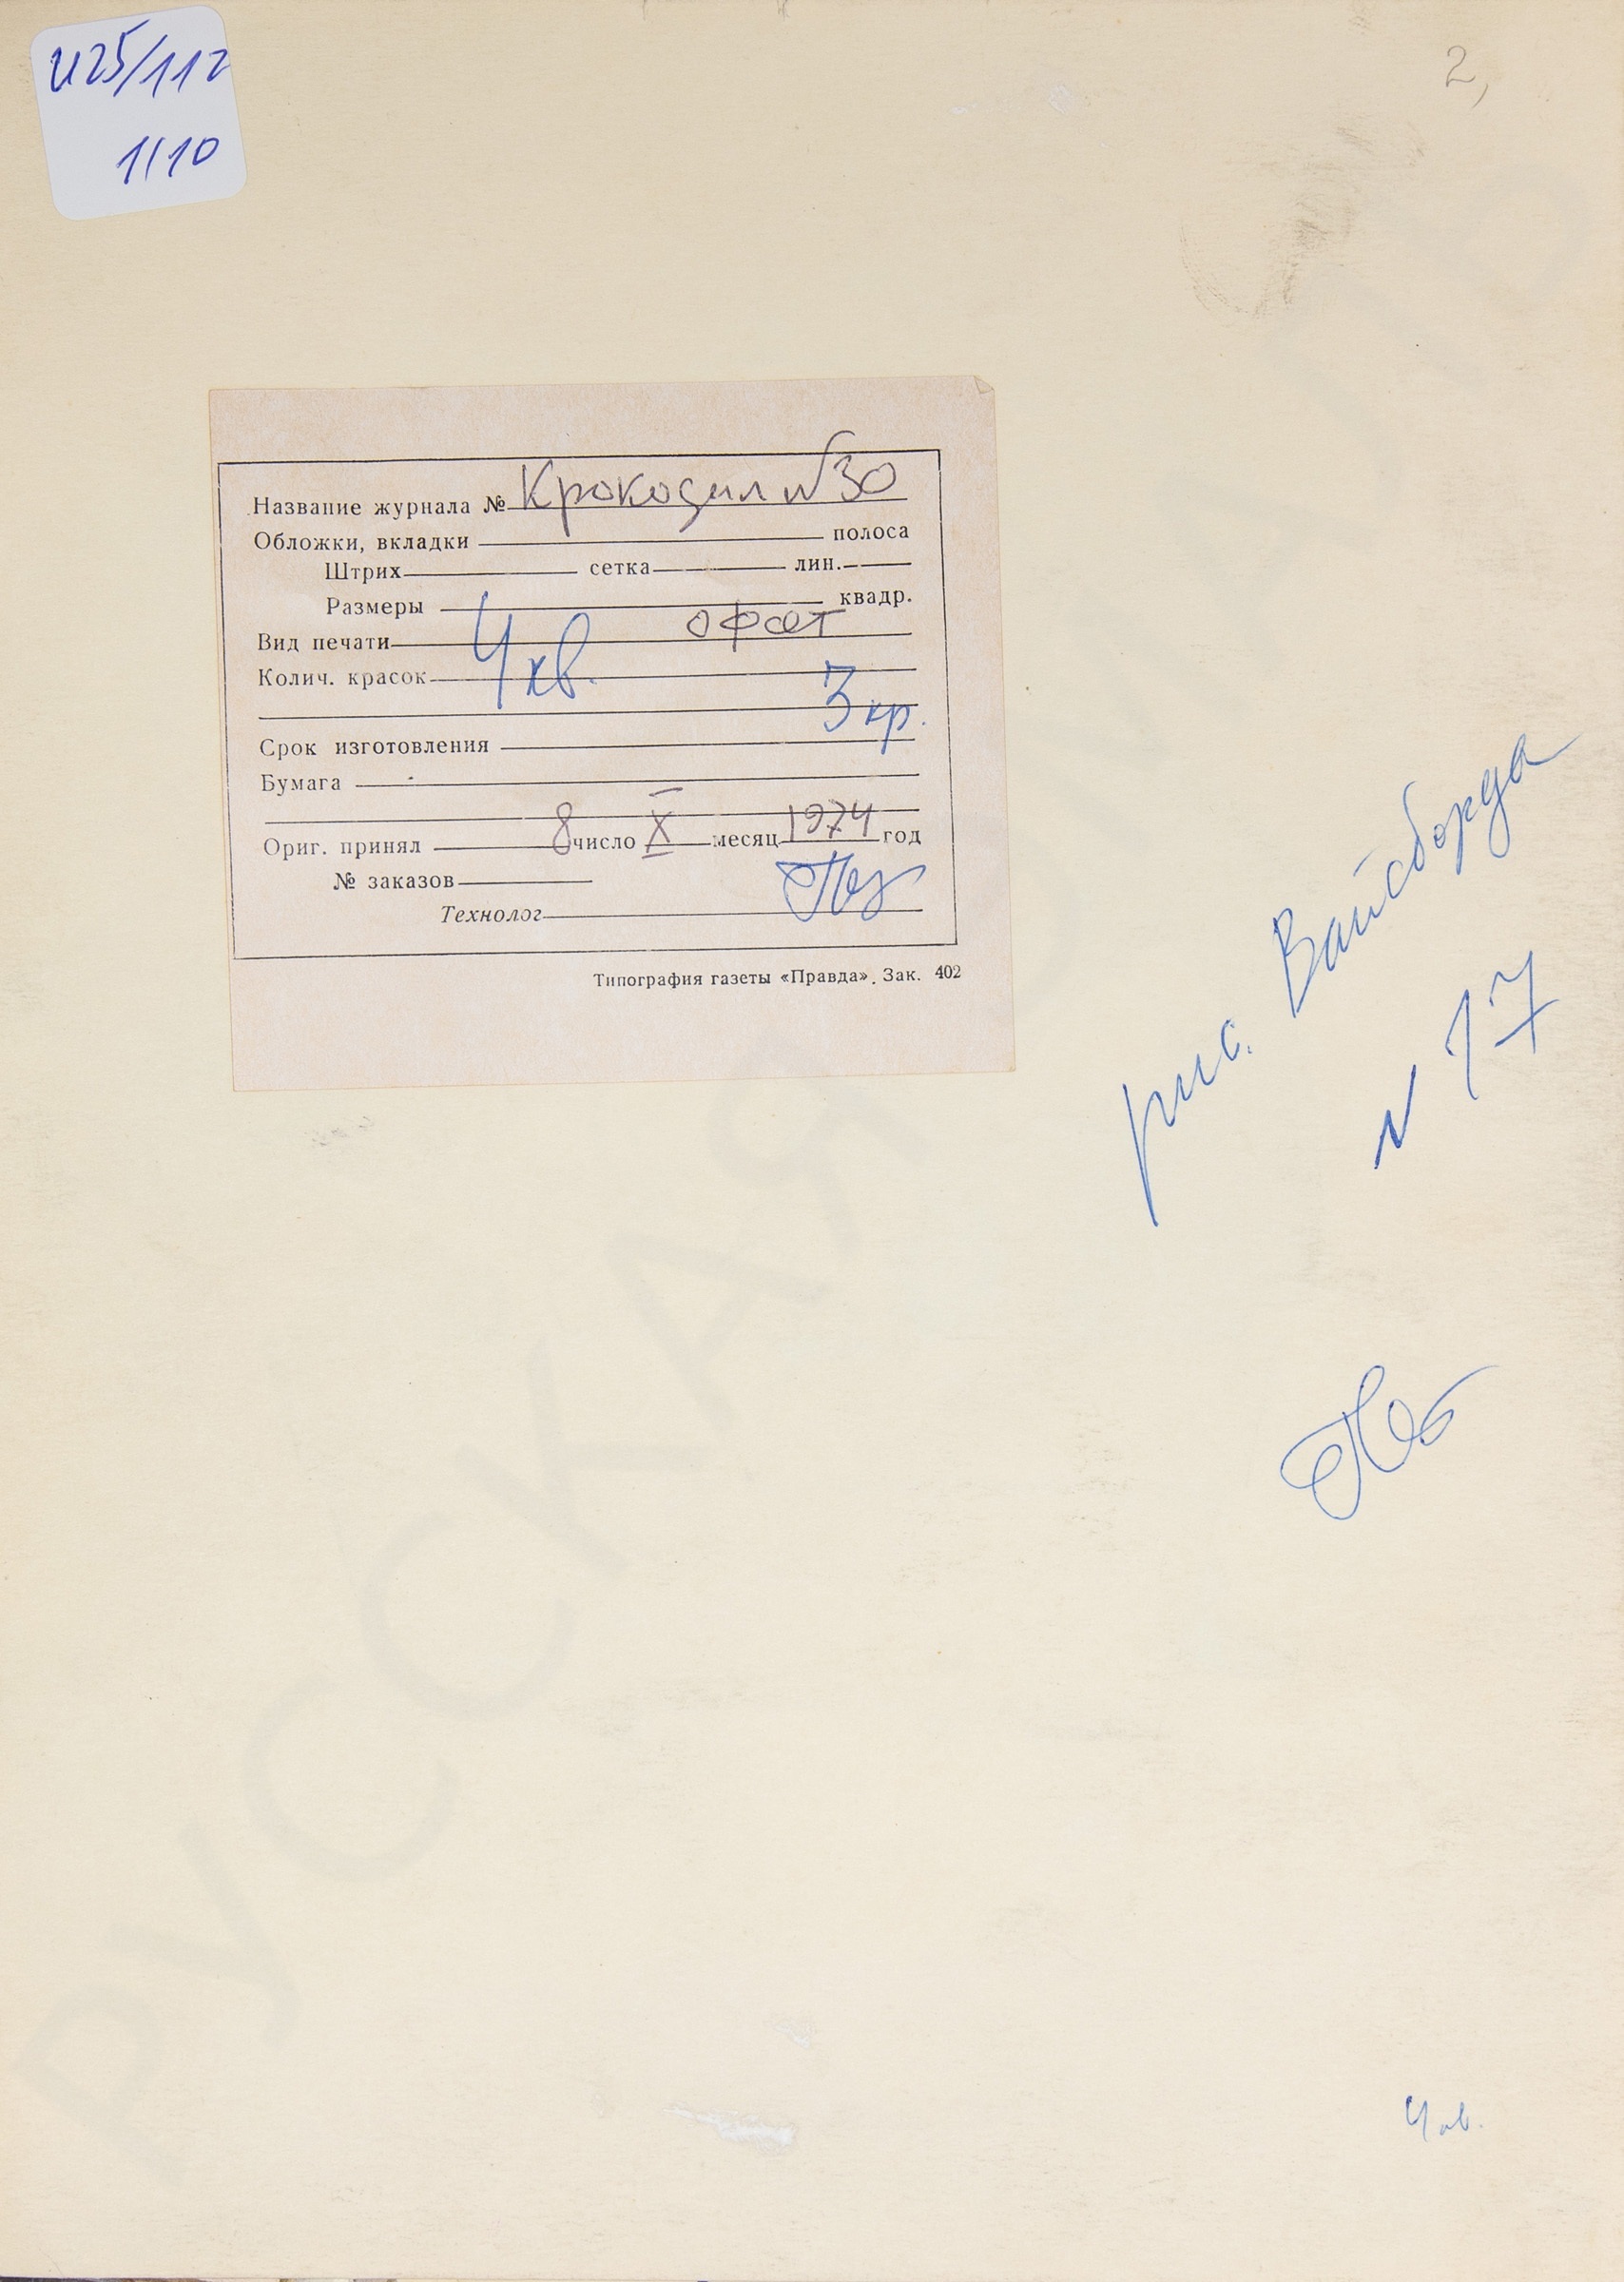 И25/112
1110
2,
Название журнала № Крокодил №30
Обложки, вкладки полоса
Штрих сетка лин.
Размеры квадр.
Вид печати офсет
Колич. красок 4 кв.
3 кр.
Срок изготовления
Бумага
Ориг. принял 8 число X месяц 1974 год
№ заказов
Технолог
Типография газеты «Правда». Зак. 402
рис. Вайсборда
№ 17
РУССКАЯ